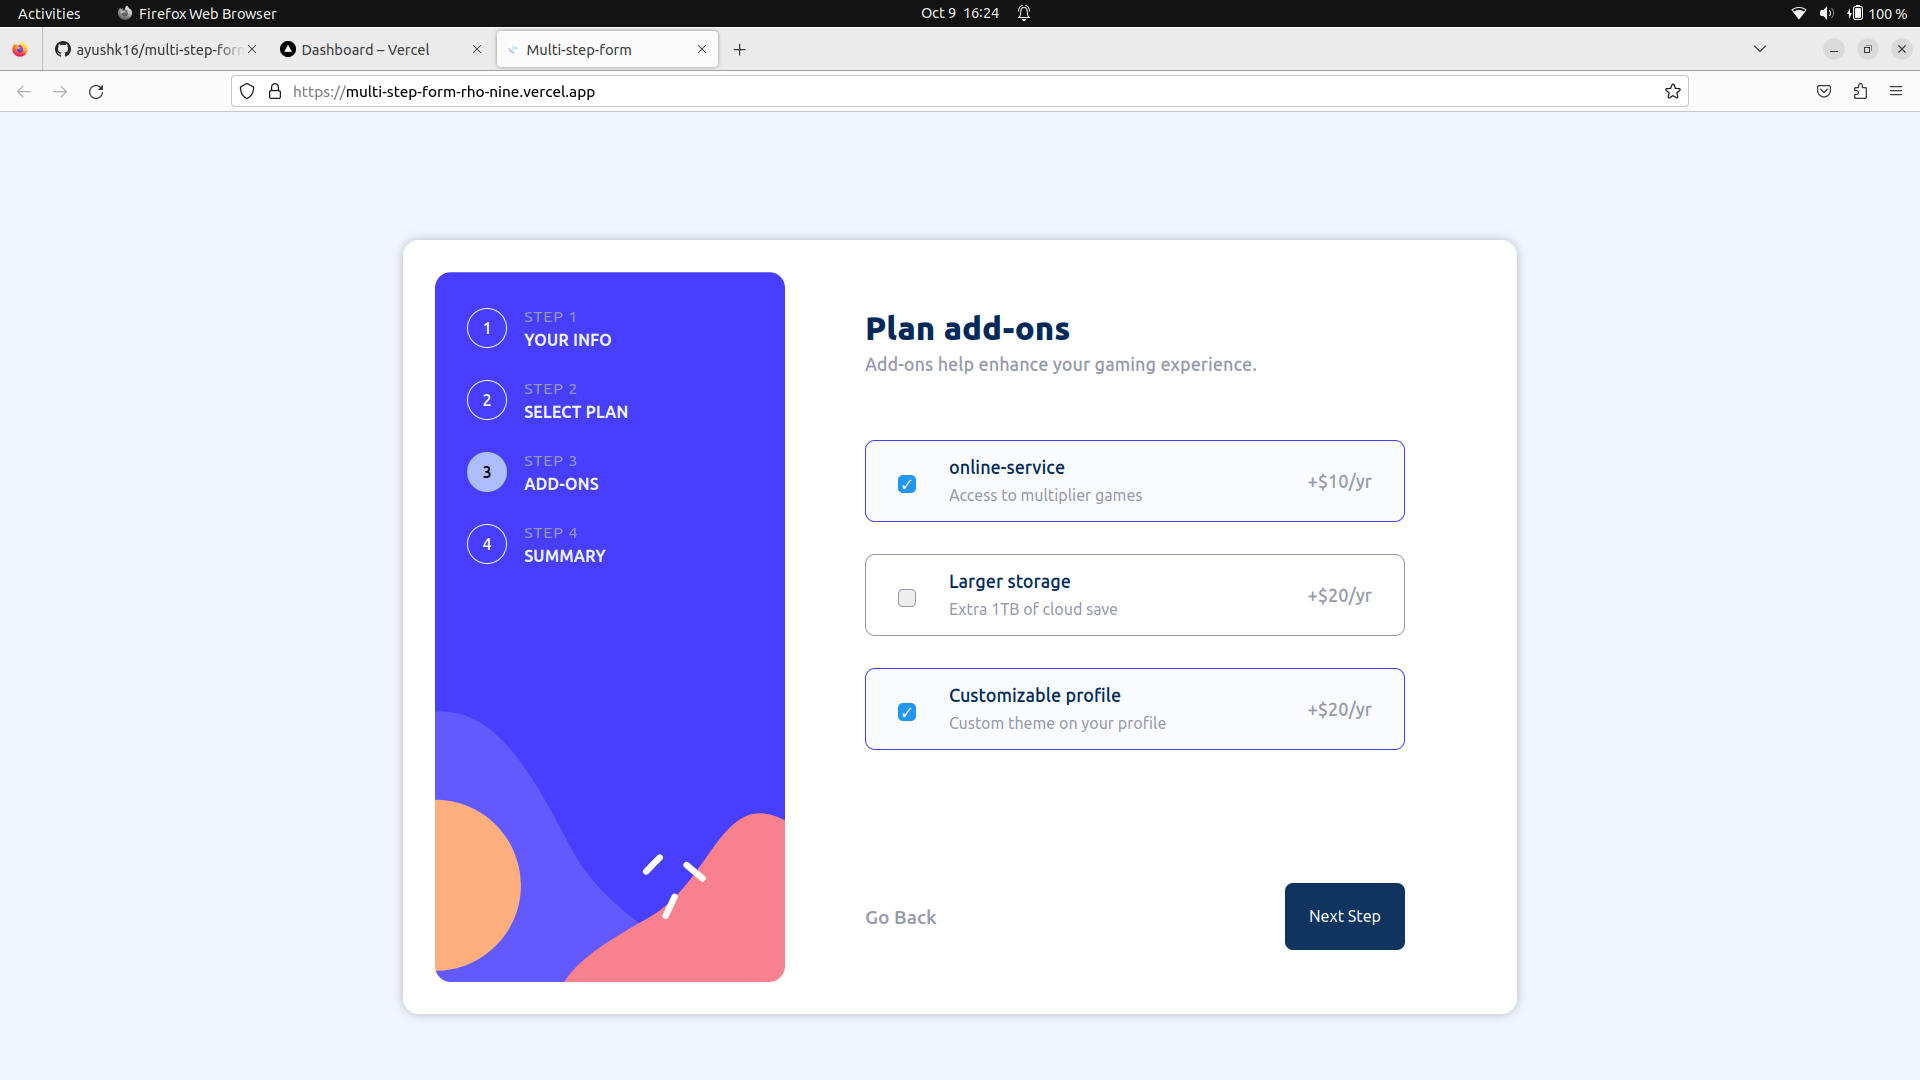 Activities
Firefox Web Browser
Oct 9 16:24
100 %
ayushk16/multi-step-form
Dashboard – Vercel
Multi-step-form
https://multi-step-form-rho-nine.vercel.app
1
STEP 1
YOUR INFO
2
STEP 2
SELECT PLAN
3
STEP 3
ADD-ONS
4
STEP 4
SUMMARY
Plan add-ons
Add-ons help enhance your gaming experience.
online-service
Access to multiplier games
+$10/yr
Larger storage
Extra 1TB of cloud save
+$20/yr
Customizable profile
Custom theme on your profile
+$20/yr
Go Back
Next Step